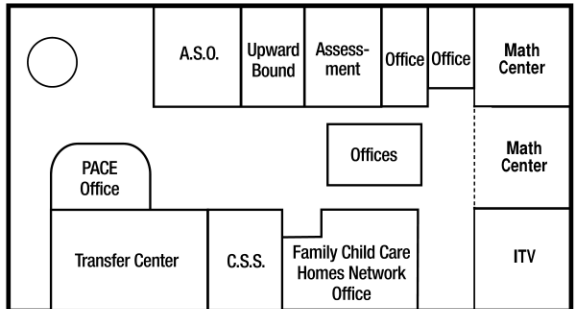 A.S.O.
Upward
Bound
Assess-
ment
Office
Office
Math
Center
PACE
Office
Offices
Math
Center
Transfer Center
C.S.S.
Family Child Care
Homes Network
Office
ITV